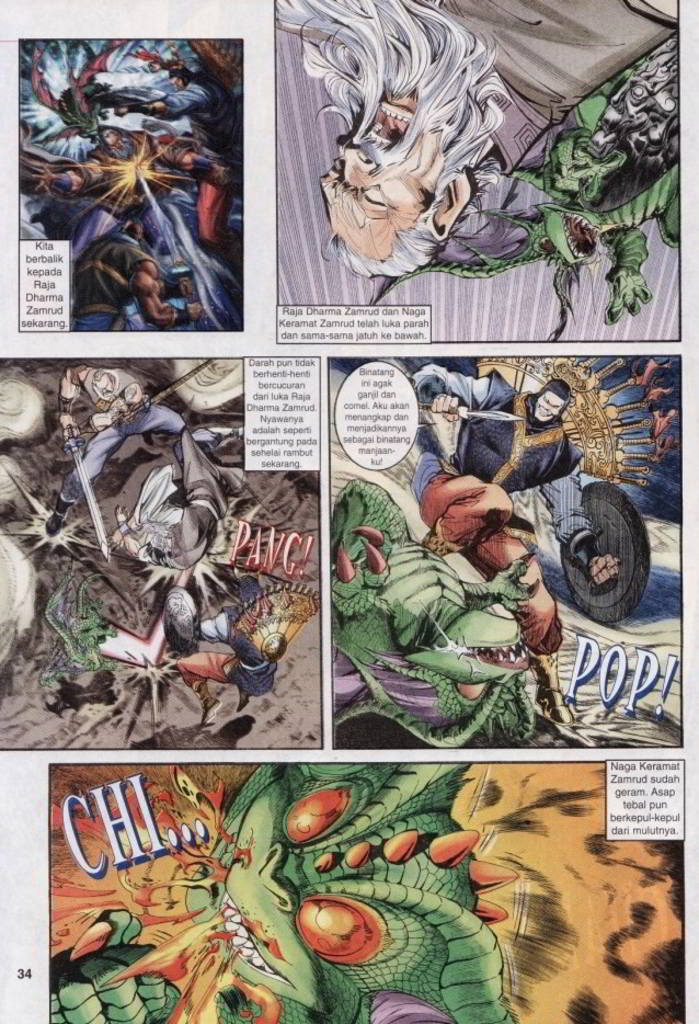 Kita
berbalik
kepada
Raja
Dharma
Zamrud
sekarang.
Raja Dharma Zamrud dan Naga
Keramat Zamrud telah luka parah
dan sama-sama jatuh ke bawah.
Darah pun tidak
berhenti-henti
bercucuran
dari luka Raja
Dharma Zamrud.
Nyawanya
adalah seperti
bergantung pada
sehelai rambut
sekarang.
PANG!
Binatang
ini agak
ganjil dan
comel. Aku akan
menangkap dan
menjadikannya
sebagai binatang
manjaan-
ku!
POP!
CHI...
Naga Keramat
Zamrud sudah
geram. Asap
tebal pun
berkepul-kepul
dari mulutnya.
34